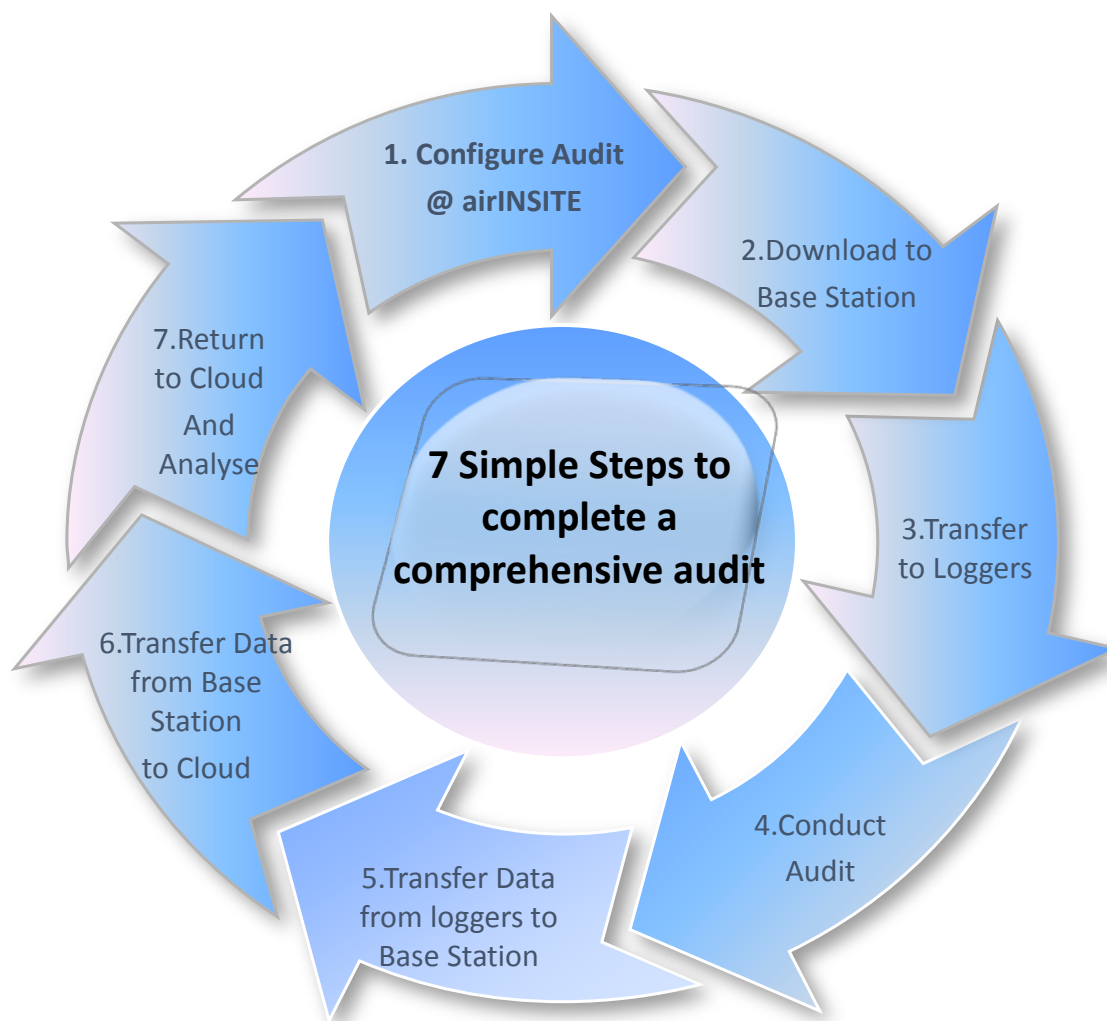 1. Configure Audit
@ airINSITE
2.Download to
Base Station
3.Transfer
to Loggers
4.Conduct
Audit
5.Transfer Data
from loggers to
Base Station
6.Transfer Data
from Base
Station
to Cloud
7.Return
to Cloud
And
Analyse
7 Simple Steps to
complete a
comprehensive audit